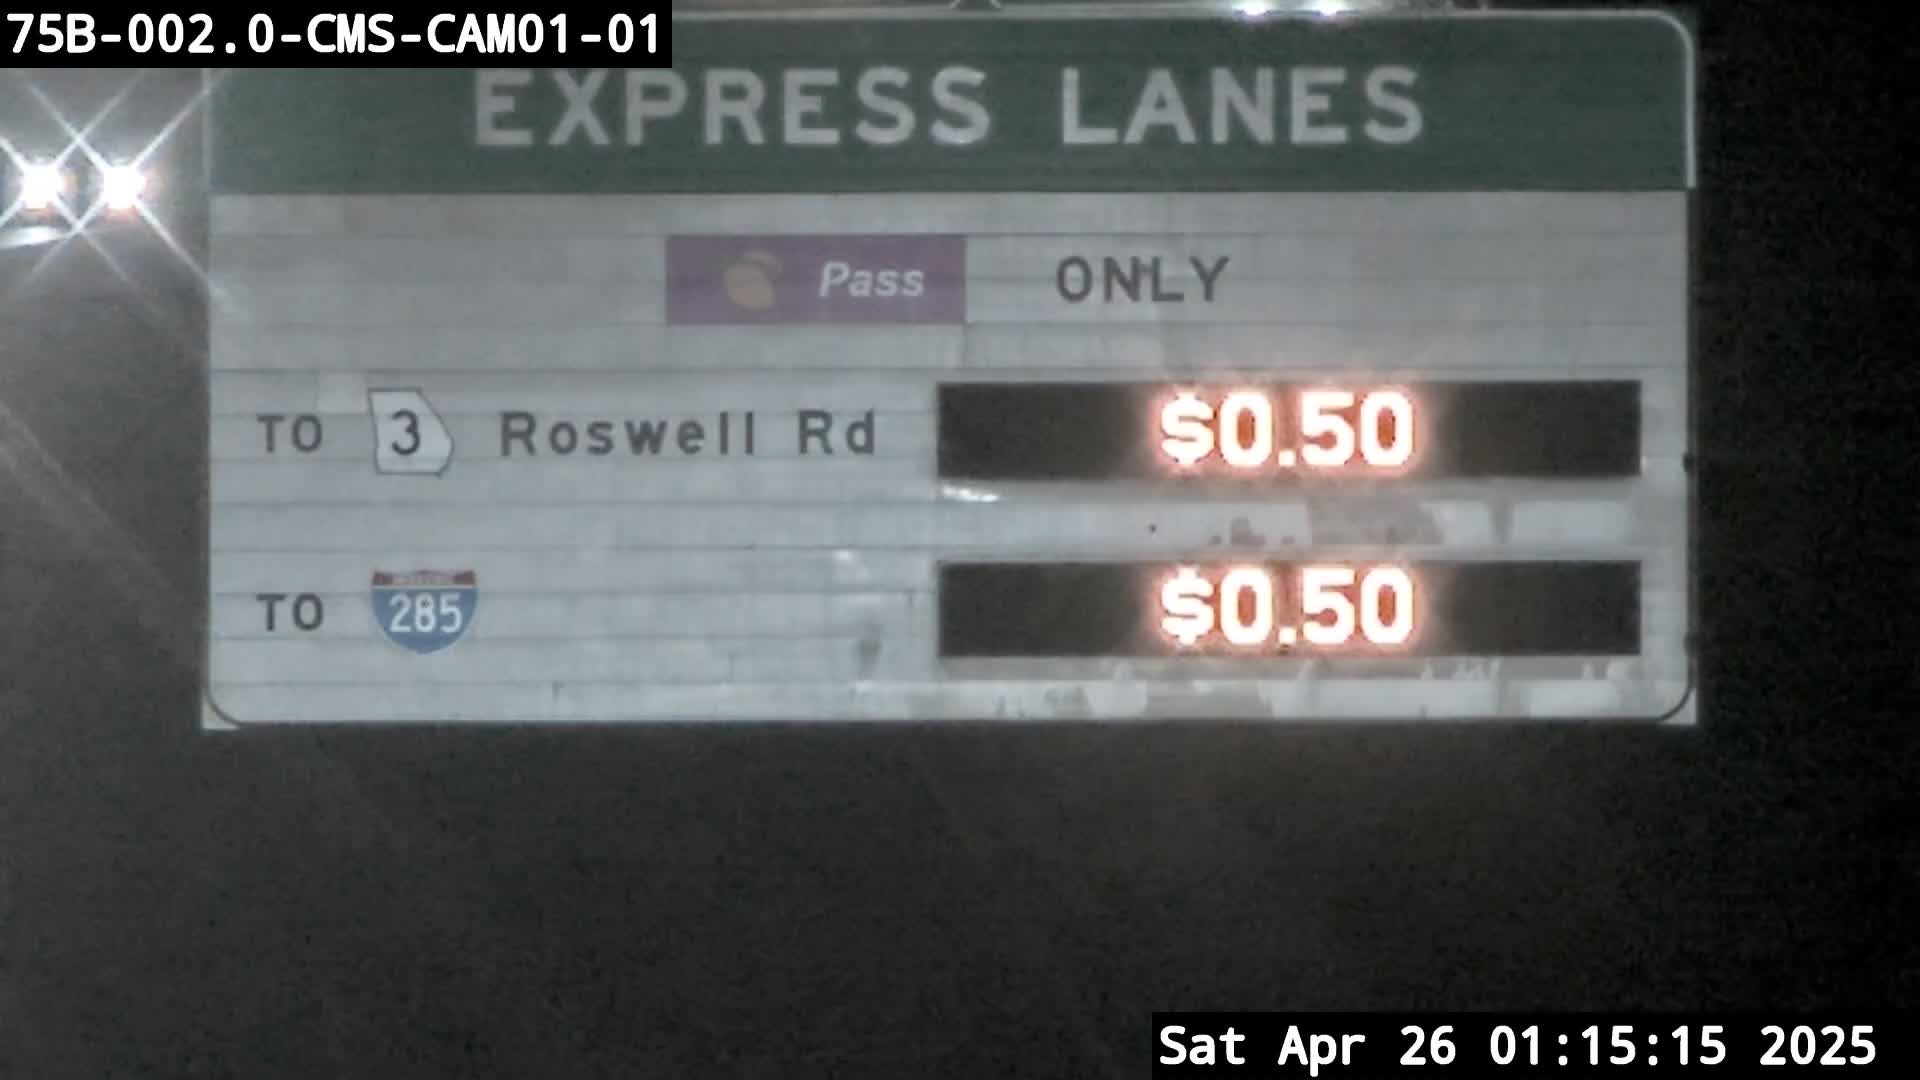 75B-002.0-CMS-CAM01-01
EXPRESS LANES
Pass ONLY
TO 3 Roswell Rd $0.50
TO 285 $0.50
Sat Apr 26 01:15:15 2025